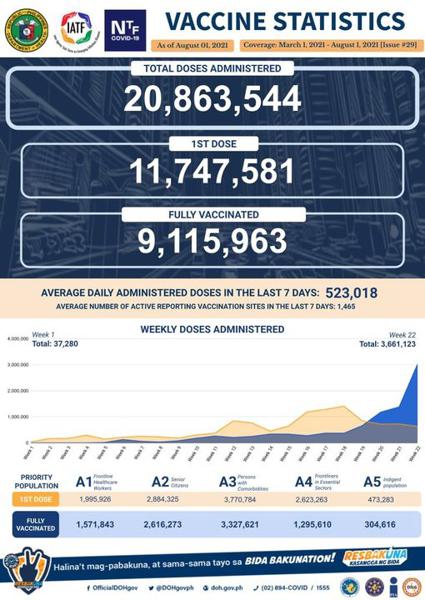 IATF
NTF
COVID-19
VACCINE STATISTICS
As of August 01, 2021
Coverage: March 1, 2021 - August 1, 2021 [Issue #29]
TOTAL DOSES ADMINISTERED
20,863,544
1ST DOSE
11,747,581
FULLY VACCINATED
9,115,963
AVERAGE DAILY ADMINISTERED DOSES IN THE LAST 7 DAYS: 523,018
AVERAGE NUMBER OF ACTIVE REPORTING VACCINATION SITES IN THE LAST 7 DAYS: 1,465
WEEKLY DOSES ADMINISTERED
Week 1
Total: 37,280
Week 22
Total: 3,661,123
4,000,000
3,000,000
2,000,000
1,000,000
0
Week 1
Week 2
Week 3
Week 4
Week 5
Week 6
Week 7
Week 8
Week 9
Week 10
Week 11
Week 12
Week 13
Week 14
Week 15
Week 16
Week 17
Week 18
Week 19
Week 20
Week 21
Week 22
PRIORITY POPULATION
A1 Frontline Healthcare Workers
A2 Senior Citizens
A3 Persons with Comorbidities
A4 Frontliners in Essential Sectors
A5 Indigent population
1ST DOSE 1,995,926 2,884,325 3,770,784 2,623,263 473,283
FULLY VACCINATED 1,571,843 2,616,273 3,327,621 1,295,610 304,616
Halina't mag-pabakuna, at sama-sama tayo sa BIDA BAKUNATION!
RESBAKUNA
KASANGGA NG BIDA
OfficialDOHgov
@DOHgovph
doh.gov.ph
(02) 894-COVID / 1555